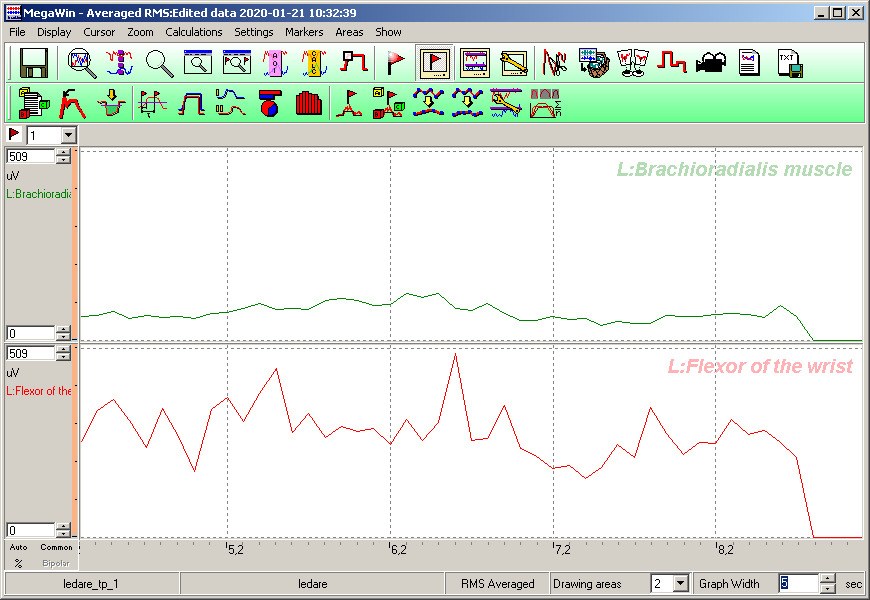 MegaWin - Averaged RMS:Edited data 2020-01-21 10:32:39
File Display Cursor Zoom Calculations Settings Markers Areas Show
TXT
1
509
uV
L:Brachioradia
0
L:Brachioradialis muscle
509
uV
L:Flexor of the
0
L:Flexor of the wrist
Auto Common
% Bipolar
5,2 6,2 7,2 8,2
ledare_tp_1 ledare RMS Averaged Drawing areas 2 Graph Width 5 sec